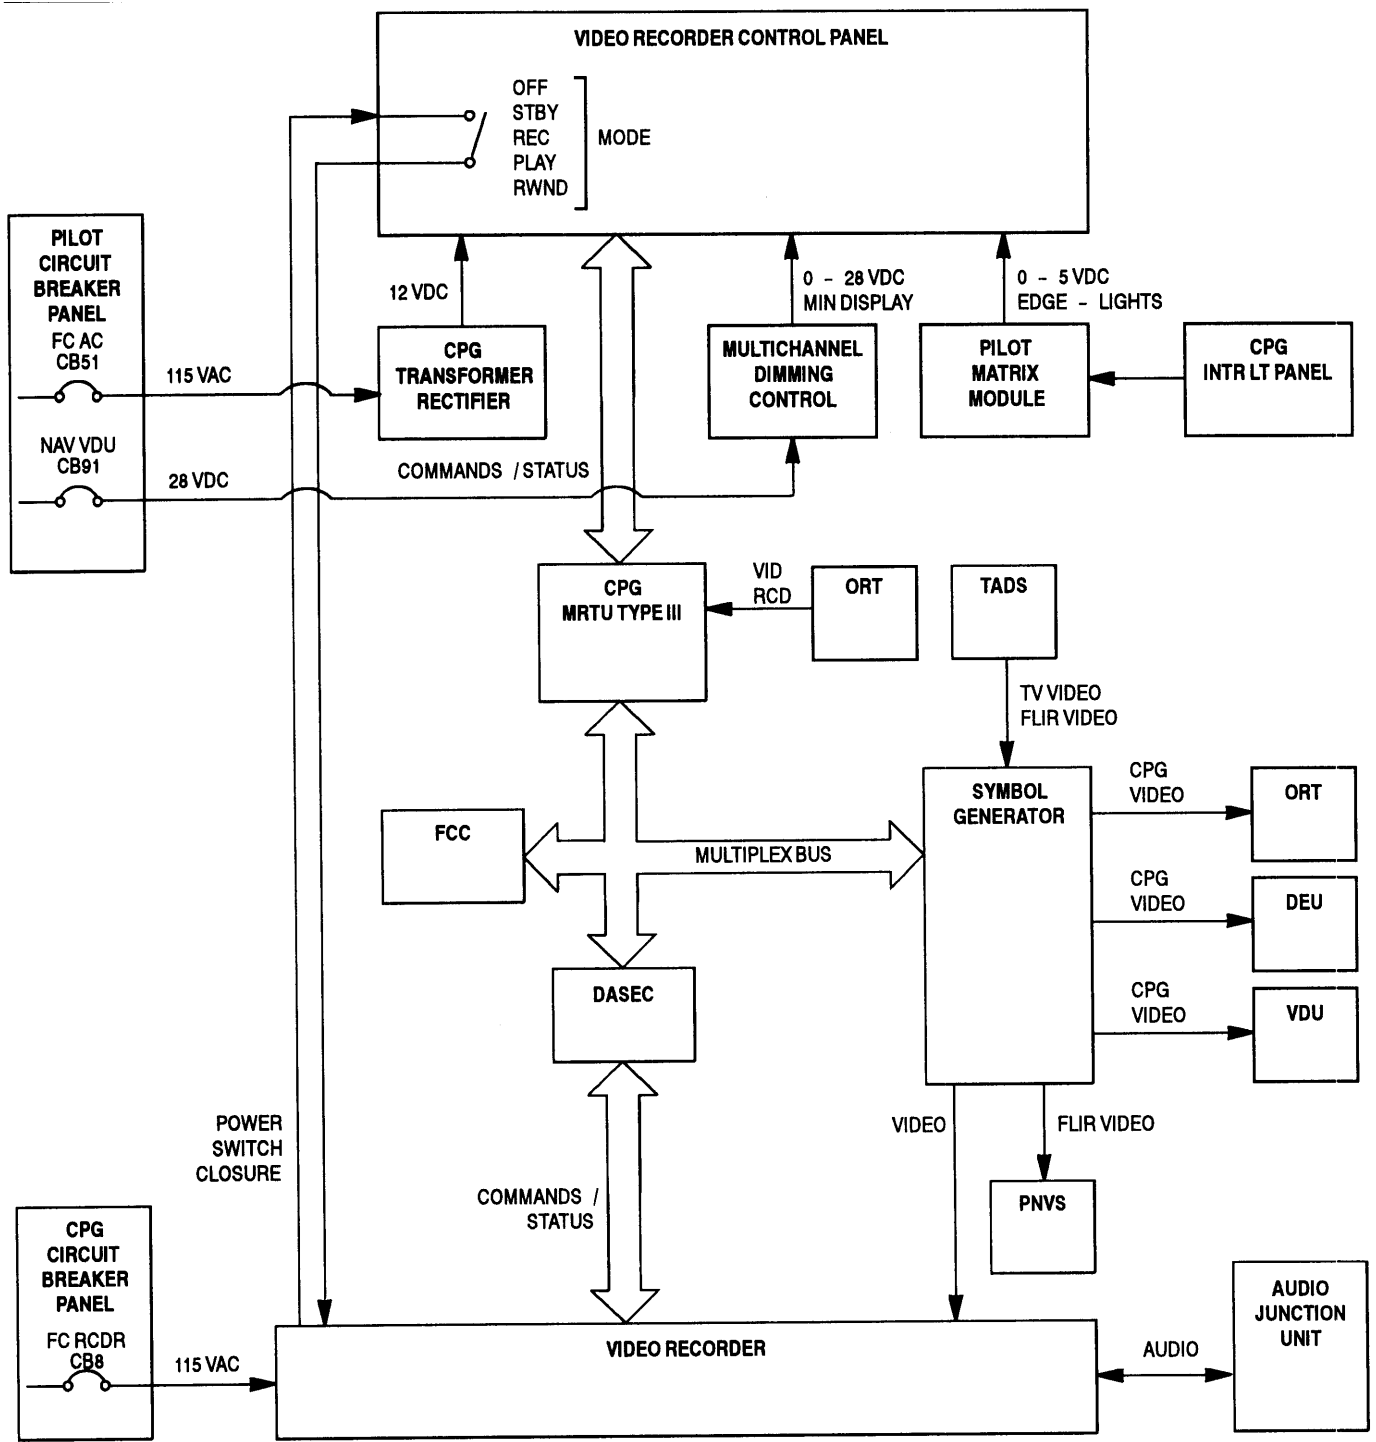 VIDEO RECORDER CONTROL PANEL
OFF
STBY
REC
PLAY
RWND
MODE
PILOT
CIRCUIT
BREAKER
PANEL
FC AC
CB51
115 VAC
NAV VDU
CB91
28 VDC
12 VDC
CPG
TRANSFORMER
RECTIFIER
COMMANDS / STATUS
0 - 28 VDC
MIN DISPLAY
MULTICHANNEL
DIMMING
CONTROL
0 - 5 VDC
EDGE - LIGHTS
PILOT
MATRIX
MODULE
CPG
INTR LT PANEL
CPG
MRTU TYPE III
VID
RCD
ORT
TADS
TV VIDEO
FLIR VIDEO
FCC
MULTIPLEX BUS
SYMBOL
GENERATOR
CPG
VIDEO
ORT
CPG
VIDEO
DEU
CPG
VIDEO
VDU
DASEC
POWER
SWITCH
CLOSURE
COMMANDS /
STATUS
VIDEO
FLIR VIDEO
PNVS
CPG
CIRCUIT
BREAKER
PANEL
FC RCDR
CB8
115 VAC
VIDEO RECORDER
AUDIO
AUDIO
JUNCTION
UNIT